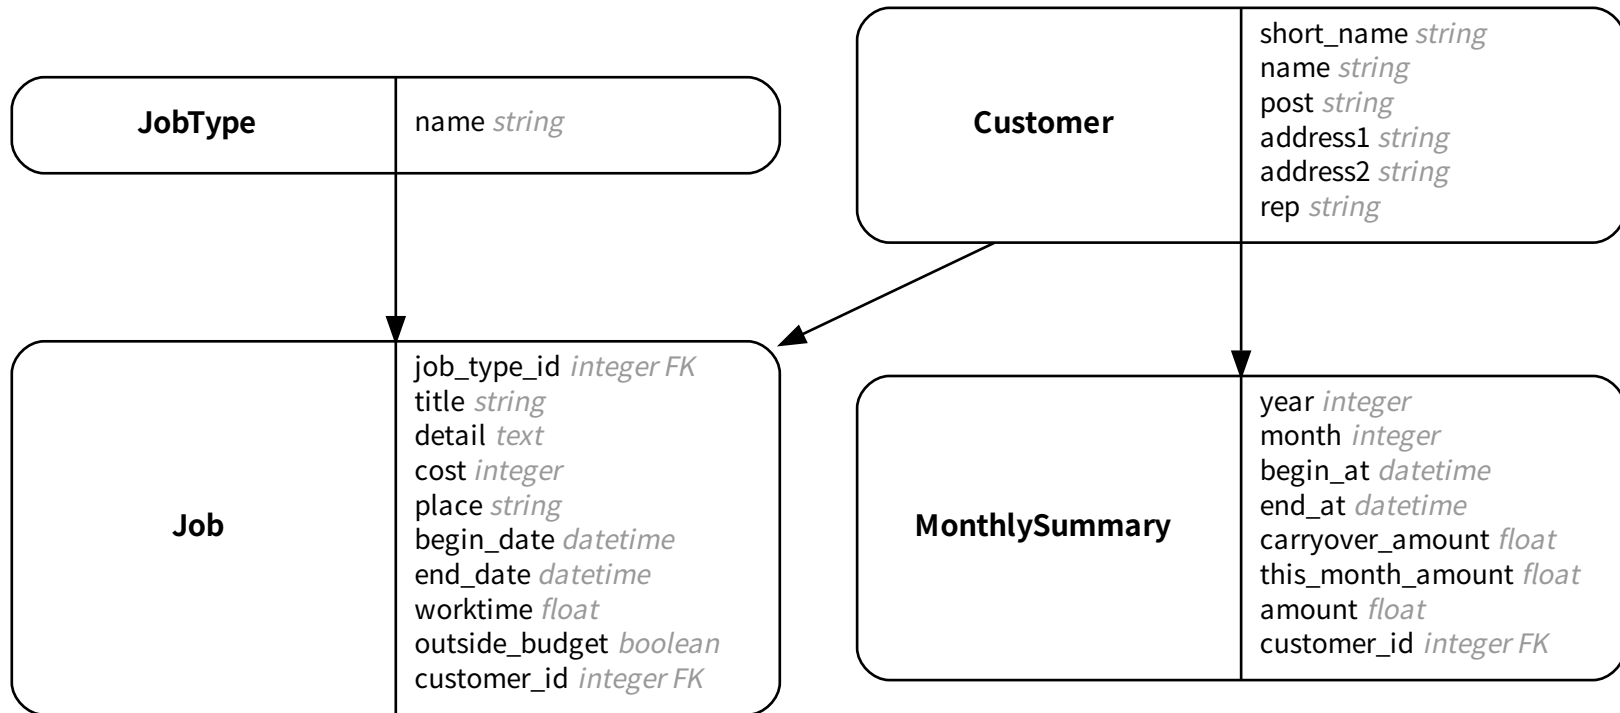 JobType
name string
Customer
short_name string
name string
post string
address1 string
address2 string
rep string
Job
job_type_id integer FK
title string
detail text
cost integer
place string
begin_date datetime
end_date datetime
worktime float
outside_budget boolean
customer_id integer FK
MonthlySummary
year integer
month integer
begin_at datetime
end_at datetime
carryover_amount float
this_month_amount float
amount float
customer_id integer FK